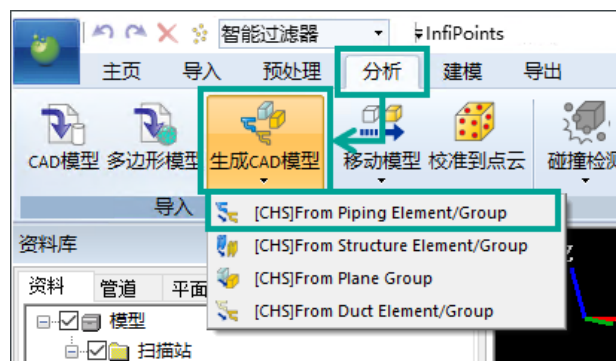 智能过滤器 InfiPoints
主页 导入 预处理 分析 建模 导出
CAD模型 多边形模型 生成CAD模型 移动模型 校准到点云 碰撞检测
导入
[CHS]From Piping Element/Group
[CHS]From Structure Element/Group
[CHS]From Plane Group
[CHS]From Duct Element/Group
资料库
资料 管道 平面
模型
扫描站